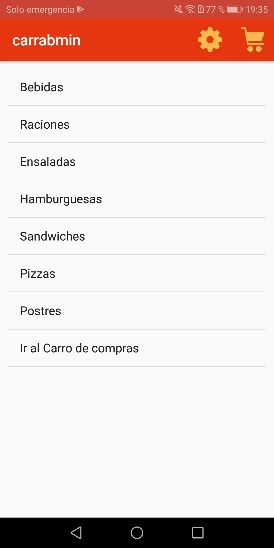 Solo emergencia 77 % 19:35
carrabmin
Bebidas
Raciones
Ensaladas
Hamburguesas
Sandwiches
Pizzas
Postres
Ir al Carro de compras